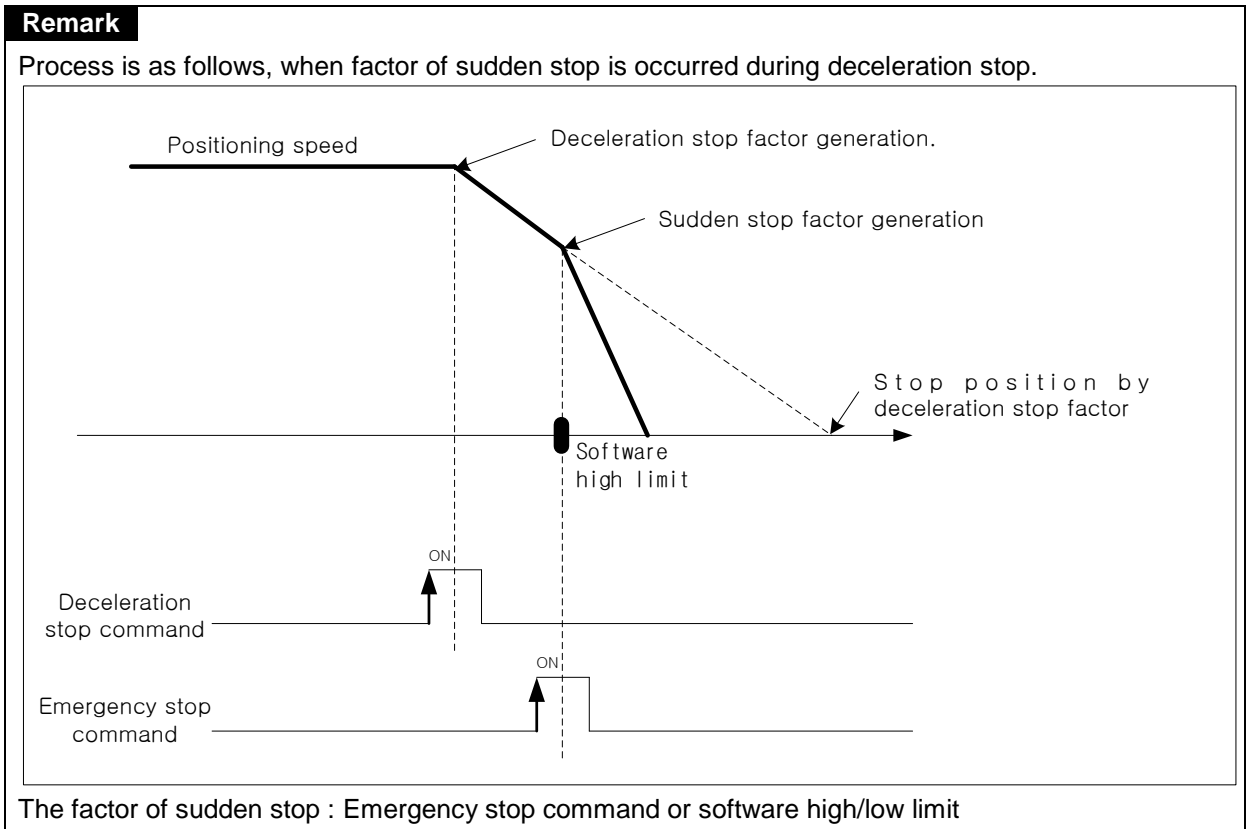 Remark
Process is as follows, when factor of sudden stop is occurred during deceleration stop.
Positioning speed
Deceleration stop factor generation.
Sudden stop factor generation
Stop position by
deceleration stop factor
Software
high limit
ON
Deceleration
stop command
ON
Emergency stop
command
The factor of sudden stop : Emergency stop command or software high/low limit